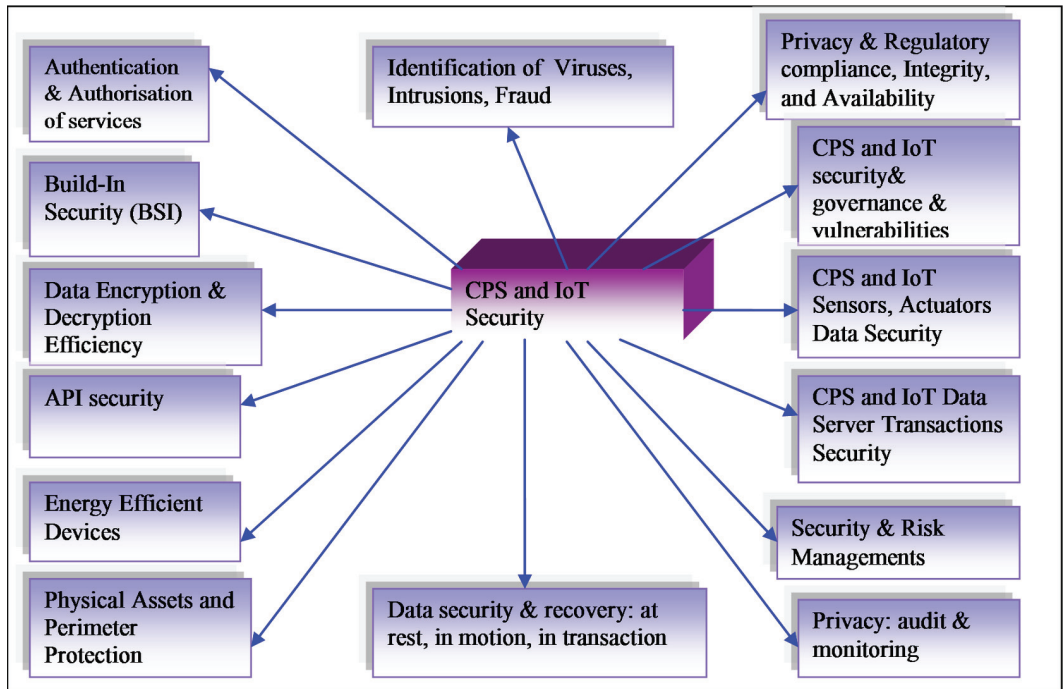 Authentication
& Authorisation
of services
Identification of Viruses,
Intrusions, Fraud
Privacy & Regulatory
compliance, Integrity,
and Availability
Build-In
Security (BSI)
CPS and IoT
security&
governance &
vulnerabilities
Data Encryption &
Decryption
Efficiency
CPS and IoT
Security
CPS and IoT
Sensors, Actuators
Data Security
API security
CPS and IoT Data
Server Transactions
Security
Energy Efficient
Devices
Security & Risk
Managements
Physical Assets and
Perimeter
Protection
Data security & recovery: at
rest, in motion, in transaction
Privacy: audit &
monitoring